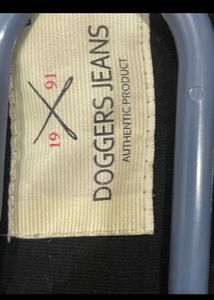 19 91
DOGGERS JEANS
AUTHENTIC PRODUCT